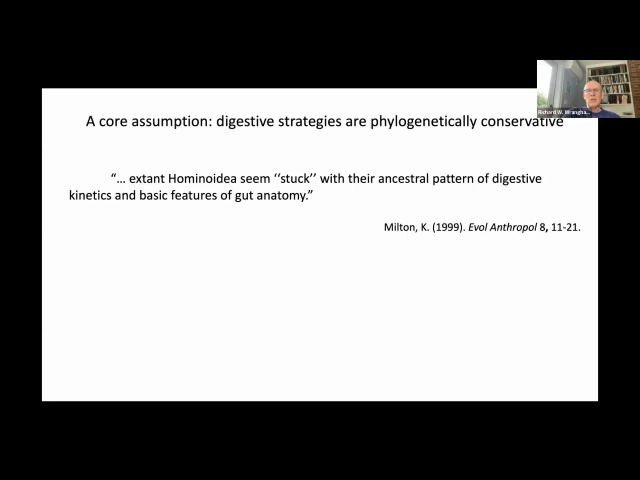 Richard W. Wrangha...
A core assumption: digestive strategies are phylogenetically conservative
“... extant Hominoidea seem ‘‘stuck’’ with their ancestral pattern of digestive
kinetics and basic features of gut anatomy.”
Milton, K. (1999). Evol Anthropol 8, 11-21.